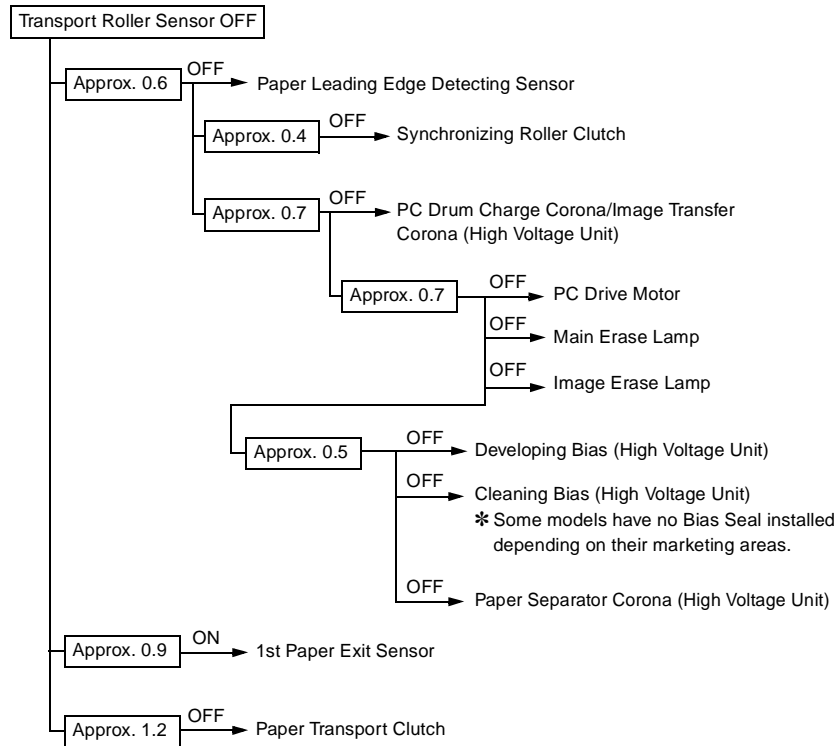 Transport Roller Sensor OFF
Approx. 0.6
OFF
Paper Leading Edge Detecting Sensor
Approx. 0.4
OFF
Synchronizing Roller Clutch
Approx. 0.7
OFF
PC Drum Charge Corona/Image Transfer
Corona (High Voltage Unit)
Approx. 0.7
OFF
PC Drive Motor
OFF
Main Erase Lamp
OFF
Image Erase Lamp
Approx. 0.5
OFF
Developing Bias (High Voltage Unit)
OFF
Cleaning Bias (High Voltage Unit)
✻ Some models have no Bias Seal installed
depending on their marketing areas.
OFF
Paper Separator Corona (High Voltage Unit)
Approx. 0.9
ON
1st Paper Exit Sensor
Approx. 1.2
OFF
Paper Transport Clutch